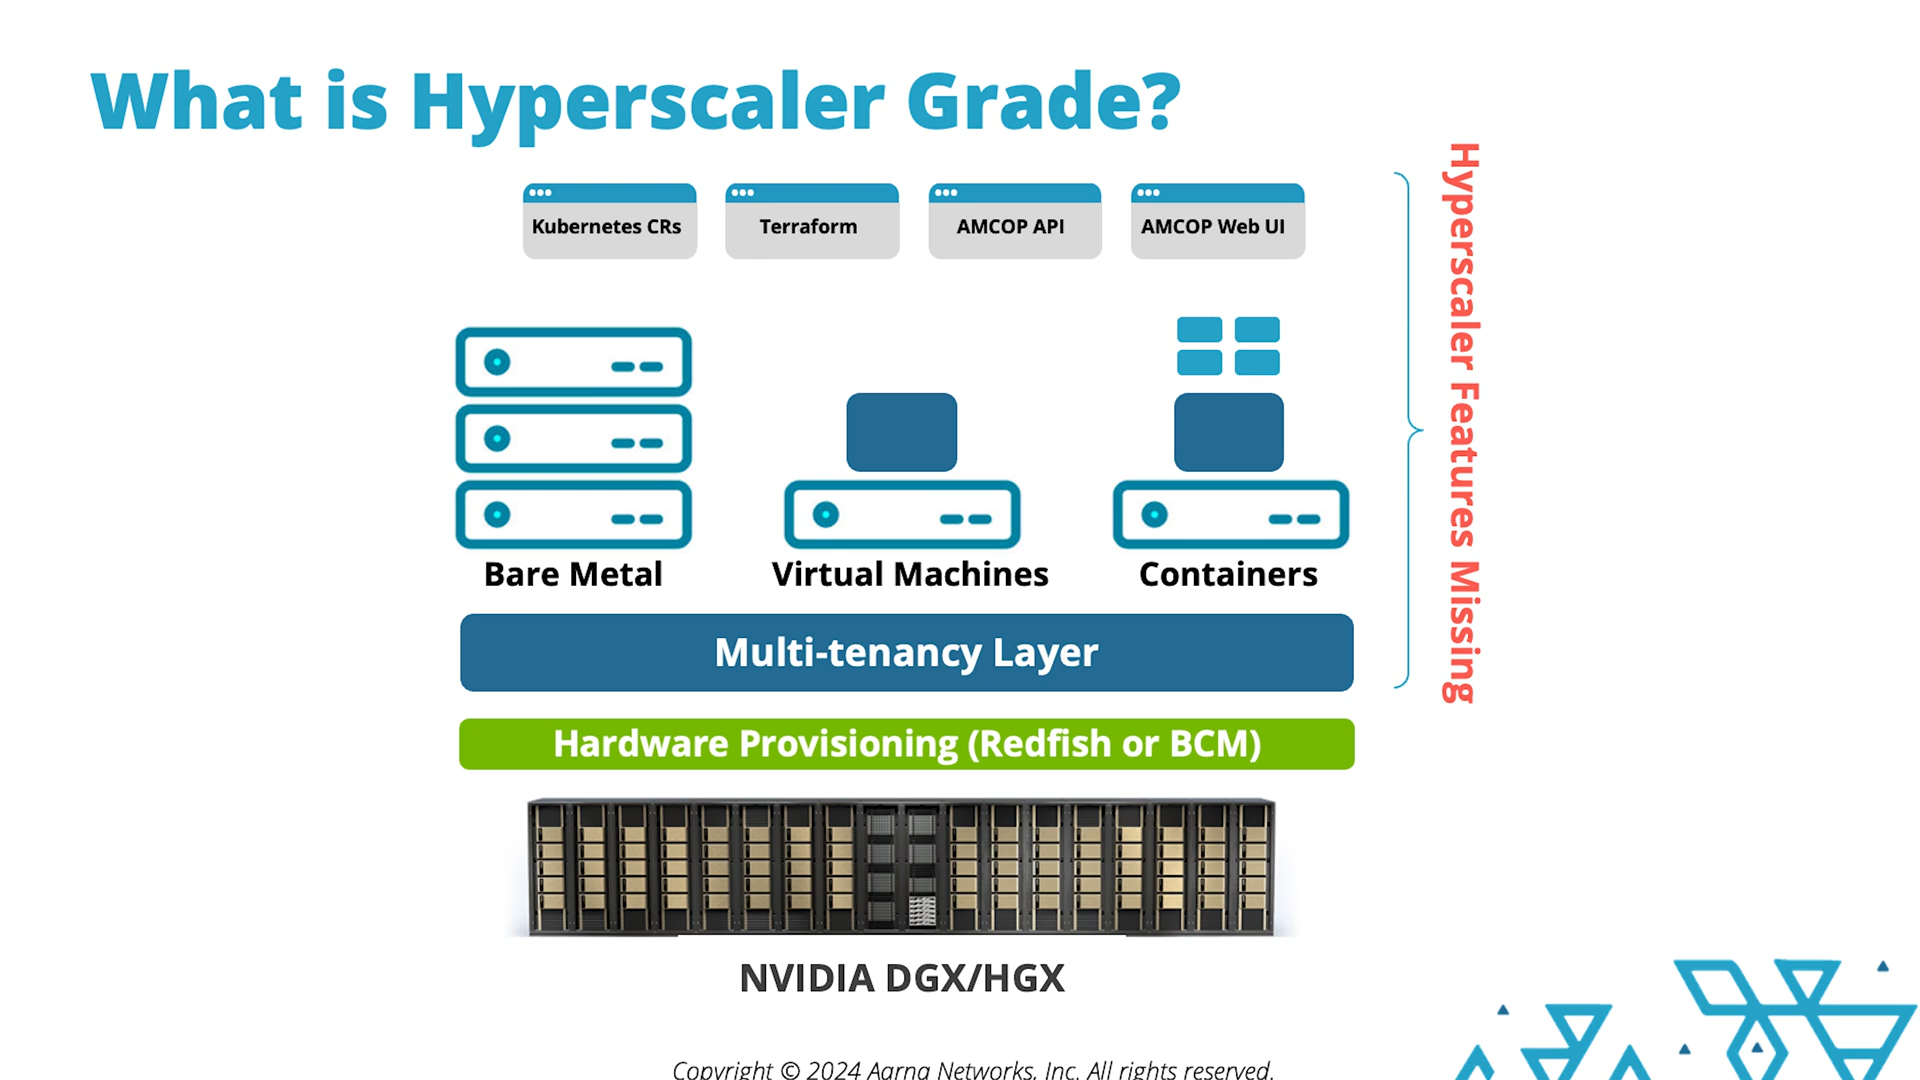 What is Hyperscaler Grade?
Kubernetes CRs
Terraform
AMCOP API
AMCOP Web UI
Hyperscaler Features Missing
Bare Metal
Virtual Machines
Containers
Multi-tenancy Layer
Hardware Provisioning (Redfish or BCM)
NVIDIA DGX/HGX
Copyright © 2024 Aarna Networks, Inc. All rights reserved.